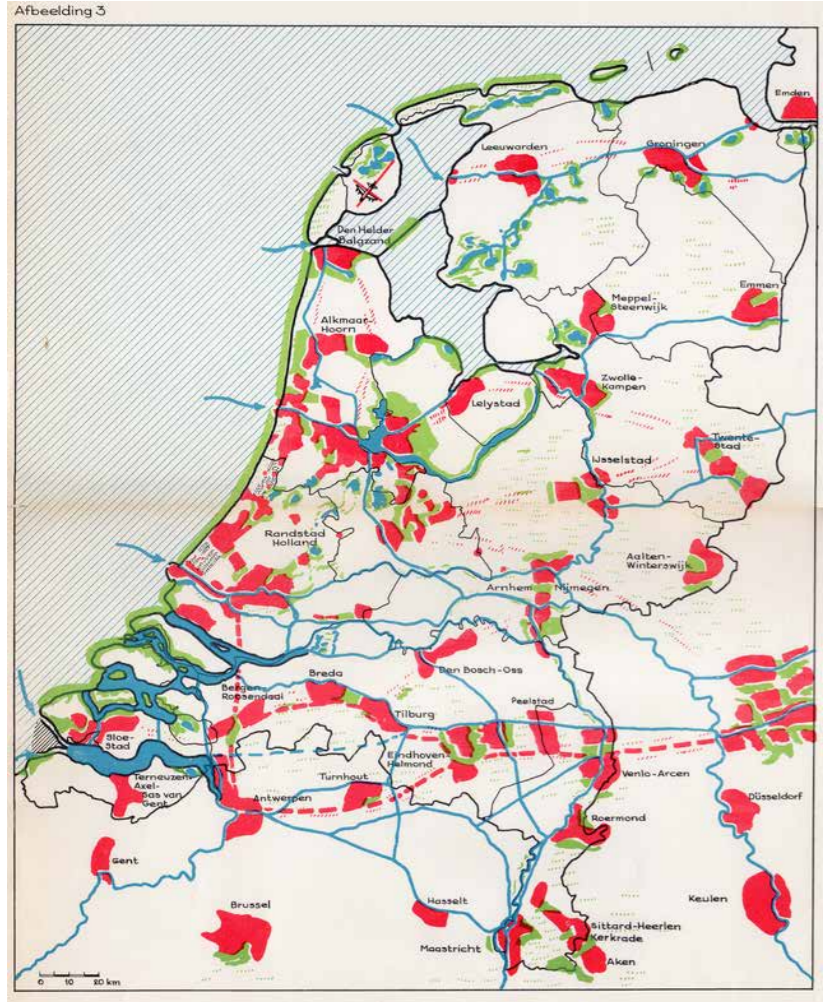 Afbeelding 3
Emden
Leeuwarden
Groningen
Den Helder
Balgzand
Meppel-
Steenwijk
Emmen
Alkmaar-
Hoorn
Zwolle-
Kampen
Lelystad
Twente-
Stad
IJsselstad
Randstad
Holland
Aalten-
Winterswijk
Arnhem
Nijmegen
Den Bosch-Oss
Breda
Bergen
Roosendaal
Peelstad
Tilburg
Sloe-
Stad
Eindhoven-
Helmond
Terneuzen-
Axel-
Sas van
Gent
Turnhout
Venlo-Arcen
Antwerpen
Düsseldorf
Roermond
Gent
Brussel
Hasselt
Keulen
Sittard-Heerlen
Kerkrade
Maastricht
Aken
0 10 20 km